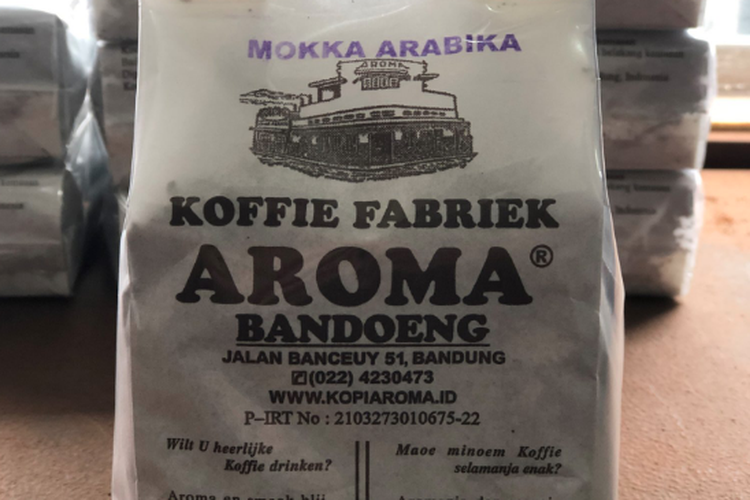 MOKKA ARABIKA
AROMA
KOFFIE FABRIEK
AROMA®
BANDOENG
JALAN BANCEUY 51, BANDUNG
(022) 4230473
WWW.KOPIAROMA.ID
P-IRT No : 2103273010675-22
Wilt U heerlijke
Koffie drinken?
Maoe minoem Koffie
selamanja enak?